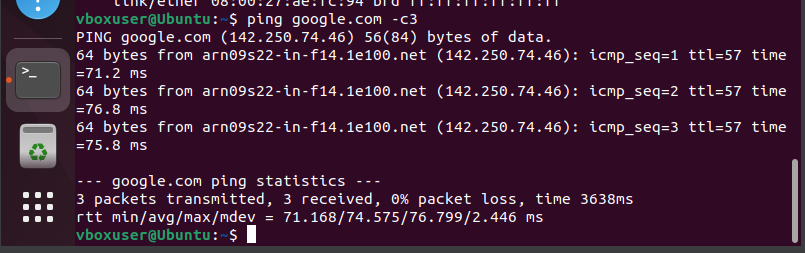 link/ether 08:00:27:ae:fc:94 brd ff:ff:ff:ff:ff:ff
vboxuser@Ubuntu:~$ ping google.com -c3
PING google.com (142.250.74.46) 56(84) bytes of data.
64 bytes from arn09s22-in-f14.1e100.net (142.250.74.46): icmp_seq=1 ttl=57 time
=71.2 ms
64 bytes from arn09s22-in-f14.1e100.net (142.250.74.46): icmp_seq=2 ttl=57 time
=76.8 ms
64 bytes from arn09s22-in-f14.1e100.net (142.250.74.46): icmp_seq=3 ttl=57 time
=75.8 ms
--- google.com ping statistics ---
3 packets transmitted, 3 received, 0% packet loss, time 3638ms
rtt min/avg/max/mdev = 71.168/74.575/76.799/2.446 ms
vboxuser@Ubuntu:~$